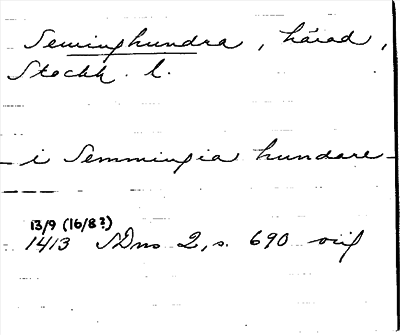 Seminghundra, härad,
Stockh. l.
i Semmingia hundare
13/9 (16/8?)
1413 SDns 2, s. 690 orig